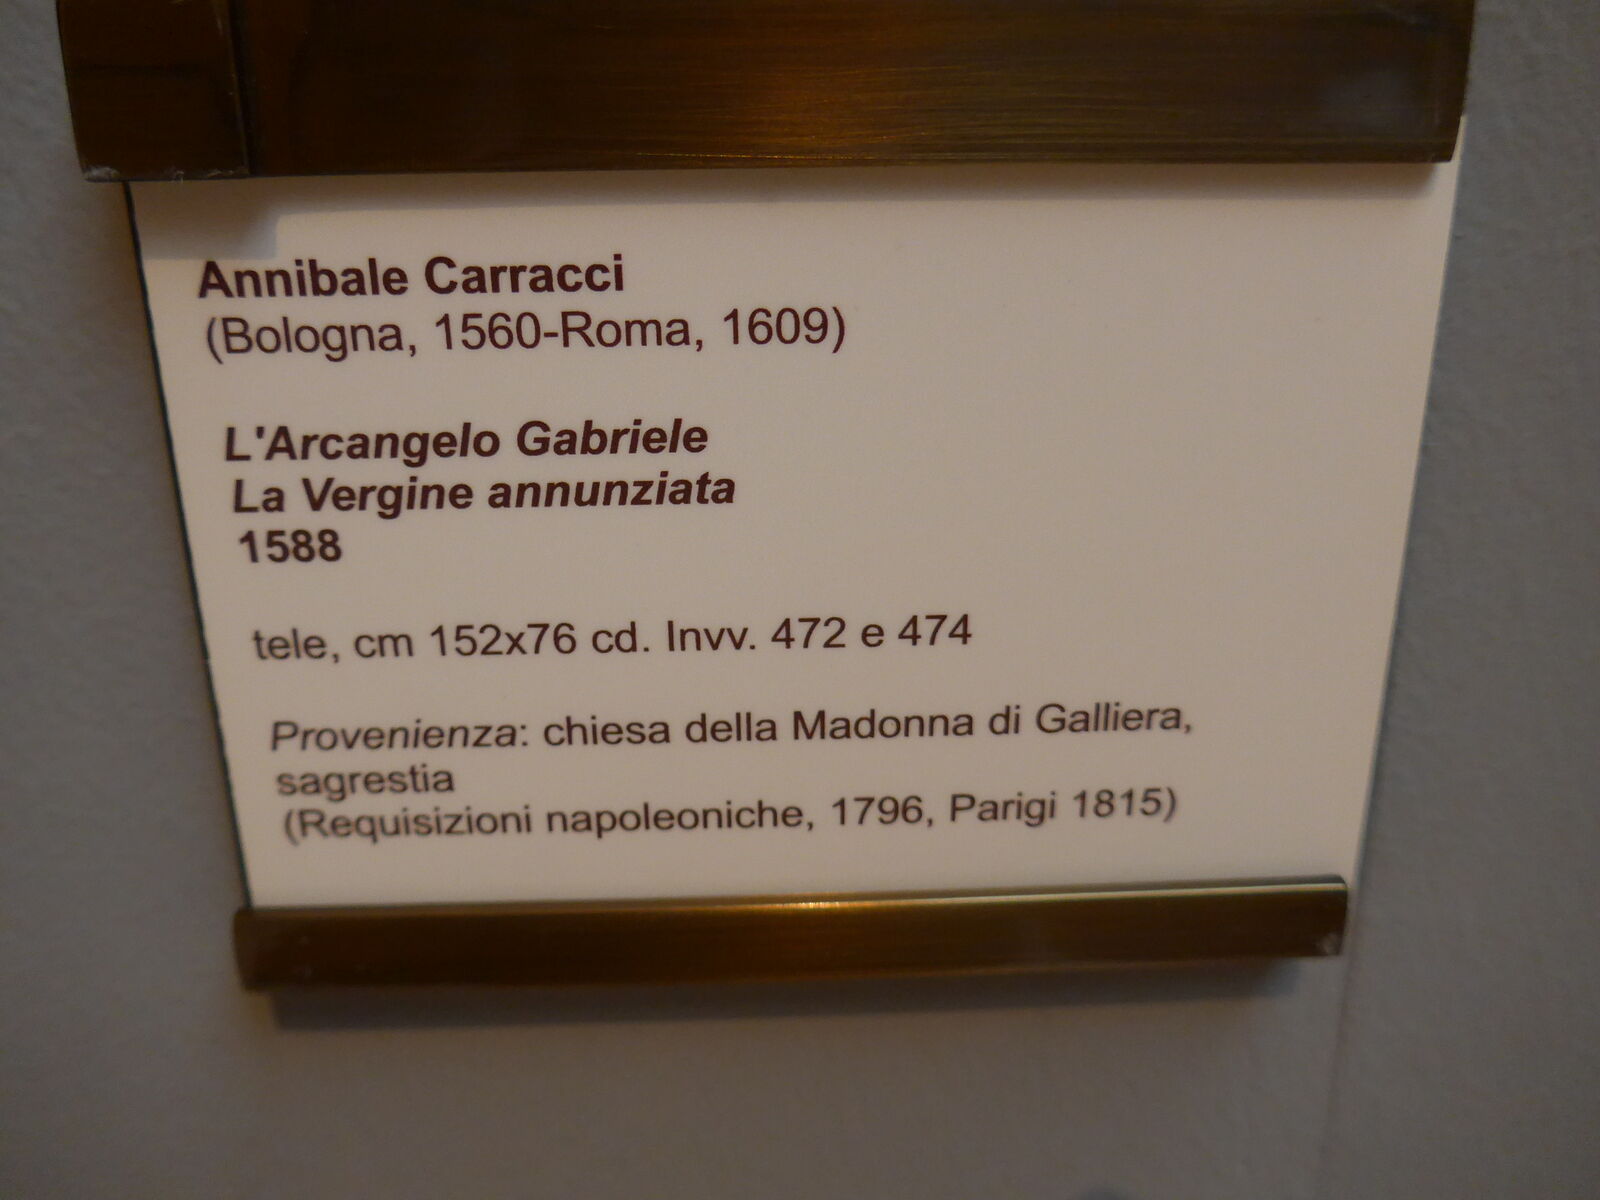 Annibale Carracci
(Bologna, 1560-Roma, 1609)
L'Arcangelo Gabriele
La Vergine annunziata
1588
tele, cm 152x76 cd. Invv. 472 e 474
Provenienza: chiesa della Madonna di Galliera,
sagrestia
(Requisizioni napoleoniche, 1796, Parigi 1815)